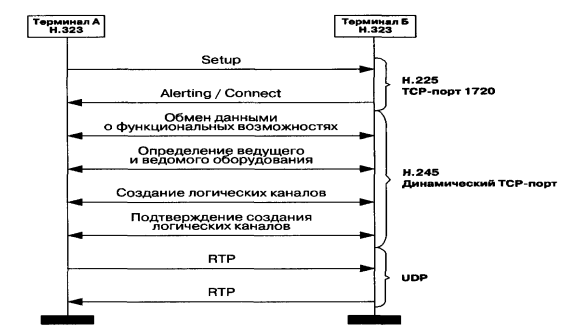 Терминал А
Н.323
Терминал Б
Н.323
Setup
Alerting / Connect
Н.225
TCP-порт 1720
Обмен данными
о функциональных возможностях
Определение ведущего
и ведомого оборудования
Создание логических каналов
Подтверждение создания
логических каналов
Н.245
Динамический TCP-порт
RTP
RTP
UDP